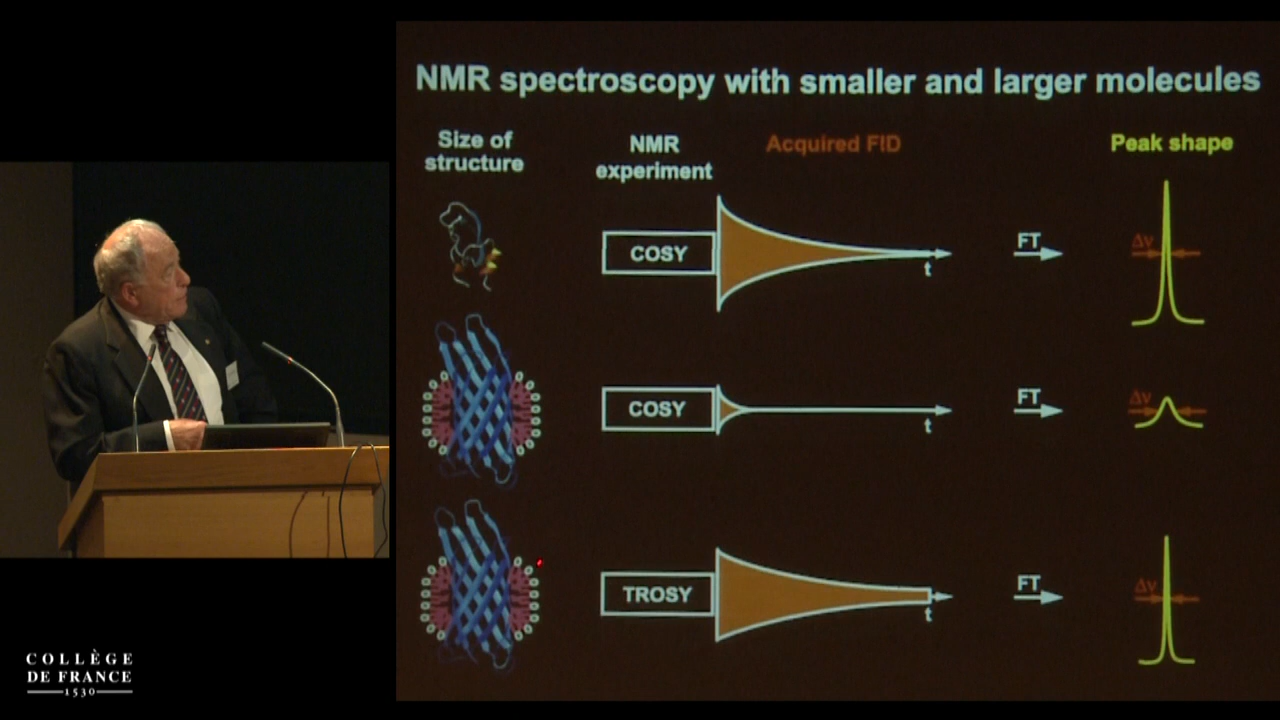 NMR spectroscopy with smaller and larger molecules
Size of
structure
NMR
experiment
Acquired FID
Peak shape
COSY
t
FT
Δν
COSY
t
FT
Δν
TROSY
t
FT
Δν
COLLÈGE
DE FRANCE
1530